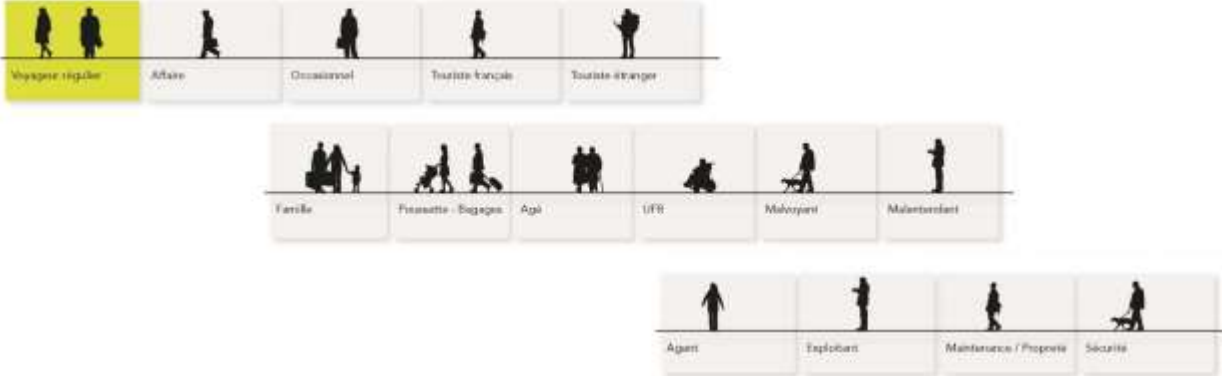 Voyageur régulier
Affaire
Occasionnel
Touriste français
Touriste étranger
Famille
Poussette - Bagages
Agé
UFR
Malvoyant
Malentendant
Agent
Exploitant
Maintenance / Propreté
Sécurité